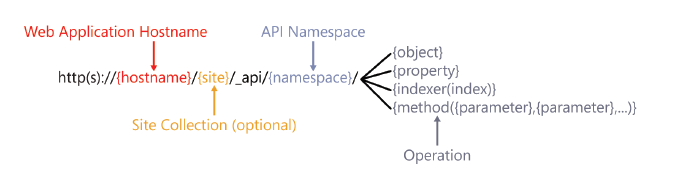 Web Application Hostname
API Namespace
http(s)://{hostname}/{site}/_api/{namespace}/
{object}
{property}
{indexer(index)}
{method({parameter},{parameter},...)}
Site Collection (optional)
Operation